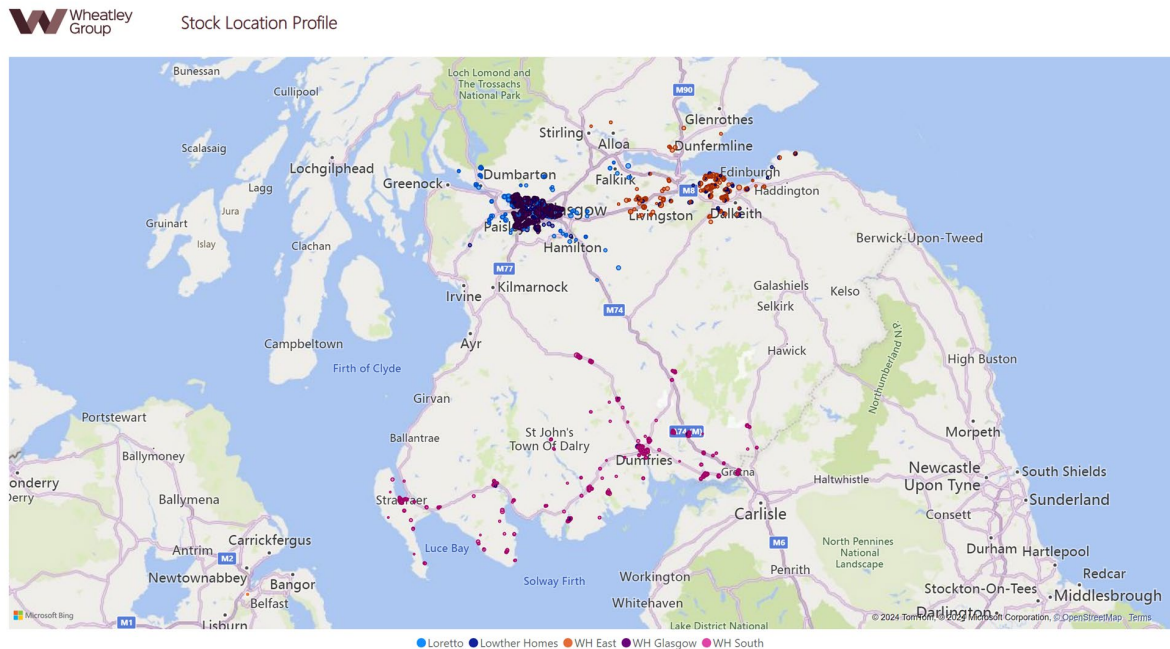 Wheatley
Group
Stock Location Profile
Bunessan
Loch Lomond and
The Trossachs
National Park
Cullipool
M90
Glenrothes
Stirling
Alloa
Dunfermline
Scalasaig
Lochgilphead
Dumbarton
Greenock
Falkirk
Edinburgh
M8
Haddington
Lagg
Jura
Gruinart
Islay
Livingston
Dalkeith
Clachan
Hamilton
Berwick-Upon-Tweed
M77
Kilmarnock
Irvine
Galashiels
Kelso
Selkirk
M74
Campbeltown
Ayr
Hawick
Northumberland N.P.
High Buston
Firth of Clyde
Girvan
Portstewart
St John's
Town Of Dalry
Ballantrae
Morpeth
Ballymoney
Dumfries
Gretna
Haltwhistle
Newcastle
Upon Tyne
South Shields
Ballymena
Sunderland
Carlisle
Consett
Carrickfergus
Antrim
Luce Bay
M6
North Pennines
National
Landscape
Durham
Hartlepool
M2
Newtownabbey
Bangor
Solway Firth
Workington
Penrith
Redcar
Stockton-On-Tees
Middlesbrough
Belfast
Whitehaven
Darlington
Microsoft Bing
M1
Lisburn
Lake District National
© 2024 TomTom, © 2024 Microsoft Corporation, © OpenStreetMap Terms
Loretto
Lowther Homes
WH East
WH Glasgow
WH South